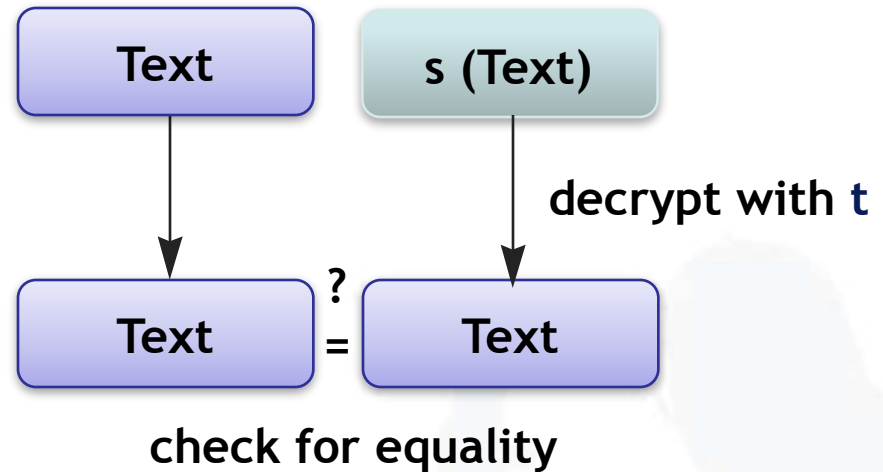 Text
s (Text)
decrypt with t
Text
?
=
Text
check for equality